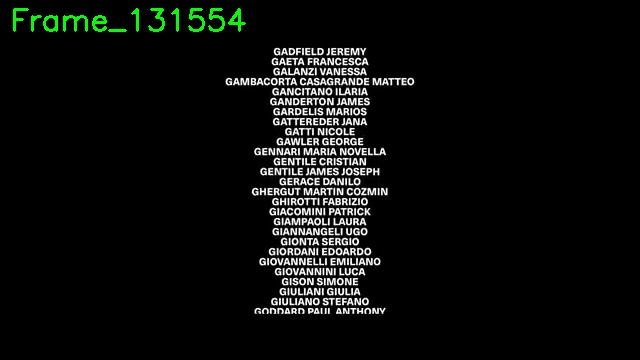 Frame_131554
GADFIELD JEREMY
GAETA FRANCESCA
GALANZI VANESSA
GAMBACORTA CASAGRANDE MATTEO
GANCITANO ILARIA
GANDERTON JAMES
GARDELIS MARIOS
GATTEREDER JANA
GATTI NICOLE
GAWLER GEORGE
GENNARI MARIA NOVELLA
GENTILE CRISTIAN
GENTILE JAMES JOSEPH
GERACE DANILO
GHERGUT MARTIN COZMIN
GHIROTTI FABRIZIO
GIACOMINI PATRICK
GIAMPAOLI LAURA
GIANNANGELI UGO
GIONTA SERGIO
GIORDANI EDOARDO
GIOVANNELLI EMILIANO
GIOVANNINI LUCA
GISON SIMONE
GIULIANI GIULIA
GIULIANO STEFANO
GODDARD PAUL ANTHONY